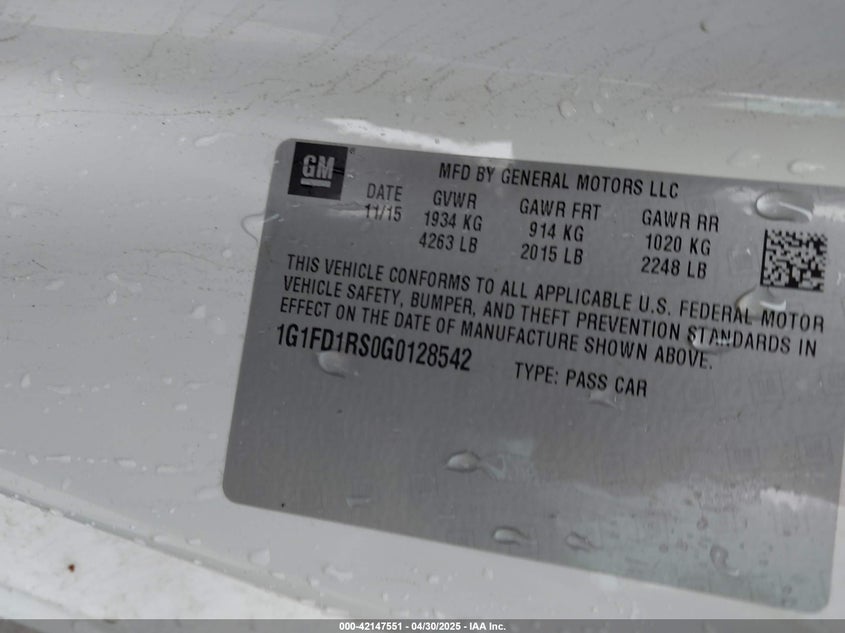 GM
MFD BY GENERAL MOTORS LLC
DATE GVWR GAWR FRT GAWR RR
11/15 1934 KG 914 KG 1020 KG
4263 LB 2015 LB 2248 LB
THIS VEHICLE CONFORMS TO ALL APPLICABLE U.S. FEDERAL MOTOR
VEHICLE SAFETY, BUMPER, AND THEFT PREVENTION STANDARDS IN
EFFECT ON THE DATE OF MANUFACTURE SHOWN ABOVE.
1G1FD1RS0G0128542 TYPE: PASS CAR
000-42147551 / 04/30/2025 - IAA Inc.